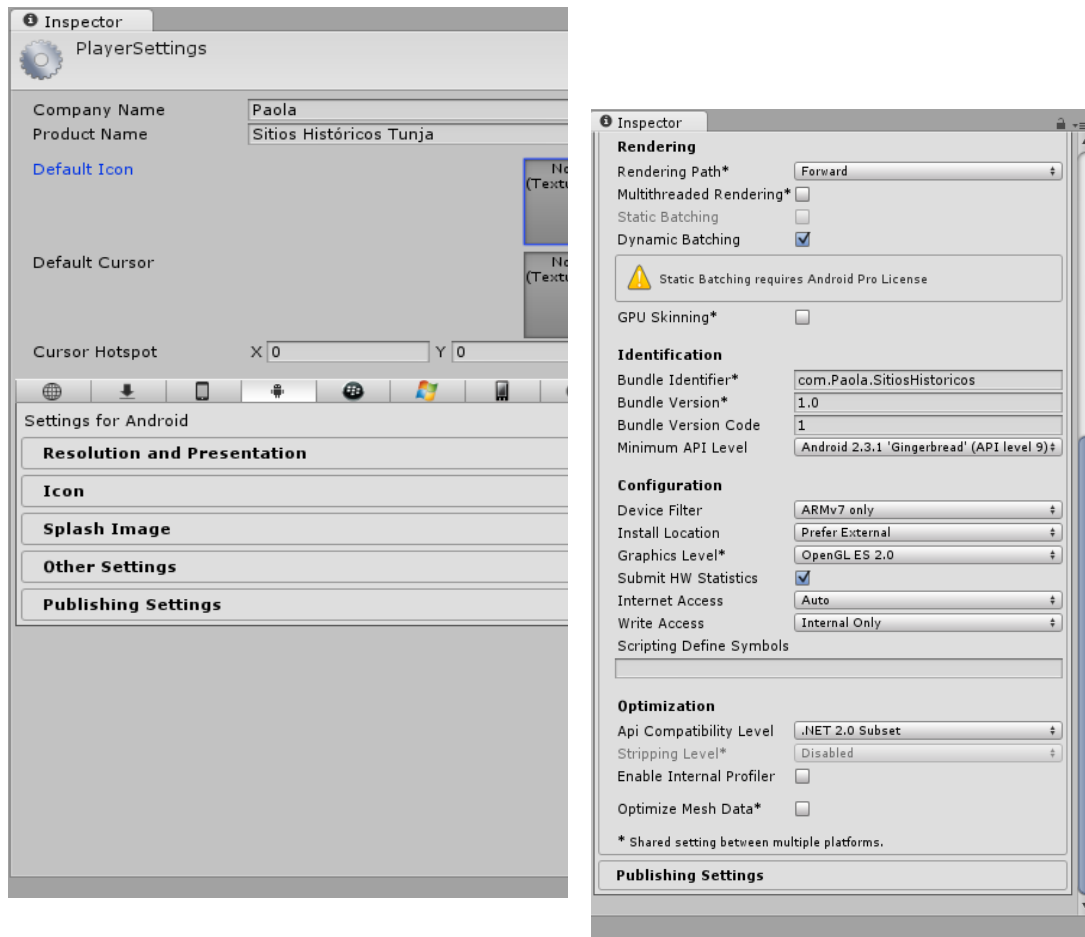 Inspector
PlayerSettings
Company Name Paola
Product Name Sitios Históricos Tunja
Default Icon
Default Cursor
Cursor Hotspot X 0 Y 0
Settings for Android
Resolution and Presentation
Icon
Splash Image
Other Settings
Publishing Settings
Inspector
Rendering
Rendering Path* Forward
Multithreaded Rendering*
Static Batching
Dynamic Batching
Static Batching requires Android Pro License
GPU Skinning*
Identification
Bundle Identifier* com.Paola.SitiosHistoricos
Bundle Version* 1.0
Bundle Version Code 1
Minimum API Level Android 2.3.1 'Gingerbread' (API level 9)
Configuration
Device Filter ARMv7 only
Install Location Prefer External
Graphics Level* OpenGL ES 2.0
Submit HW Statistics
Internet Access Auto
Write Access Internal Only
Scripting Define Symbols
Optimization
Api Compatibility Level .NET 2.0 Subset
Stripping Level* Disabled
Enable Internal Profiler
Optimize Mesh Data*
* Shared setting between multiple platforms.
Publishing Settings